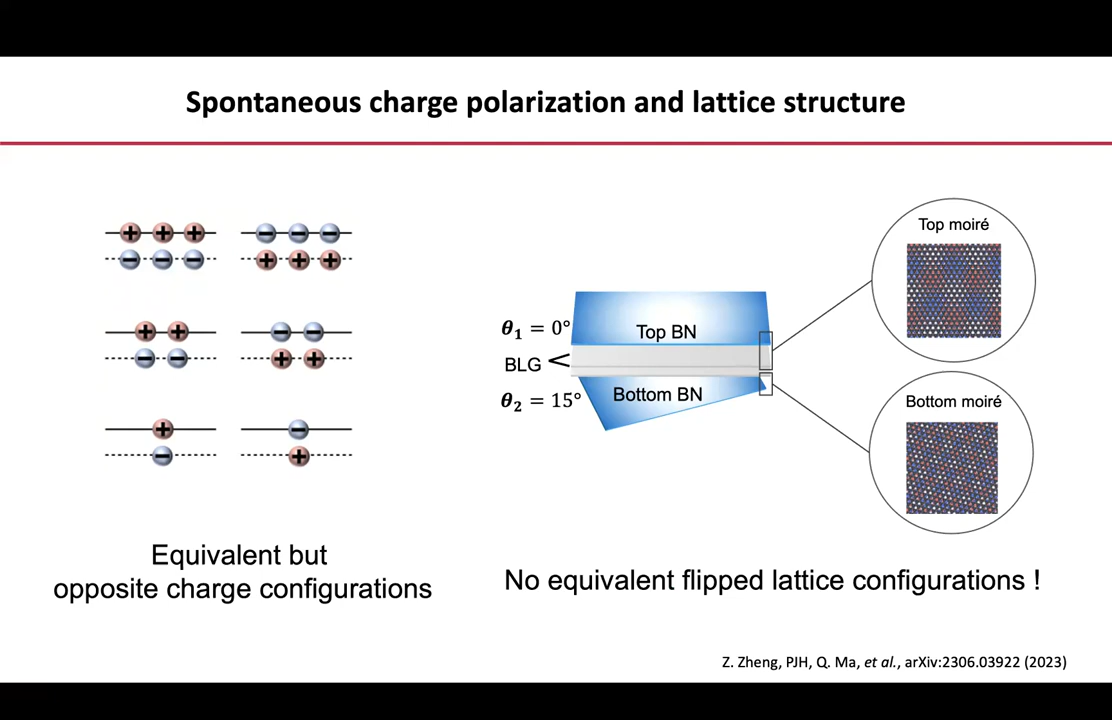 Spontaneous charge polarization and lattice structure
+ + +
− − −
− − −
+ + +
+ +
− −
− −
+ +
+
−
−
+
Equivalent but
opposite charge configurations
θ₁ = 0°
BLG <
θ₂ = 15°
Top BN
Bottom BN
Top moiré
Bottom moiré
No equivalent flipped lattice configurations !
Z. Zheng, PJH, Q. Ma, et al., arXiv:2306.03922 (2023)